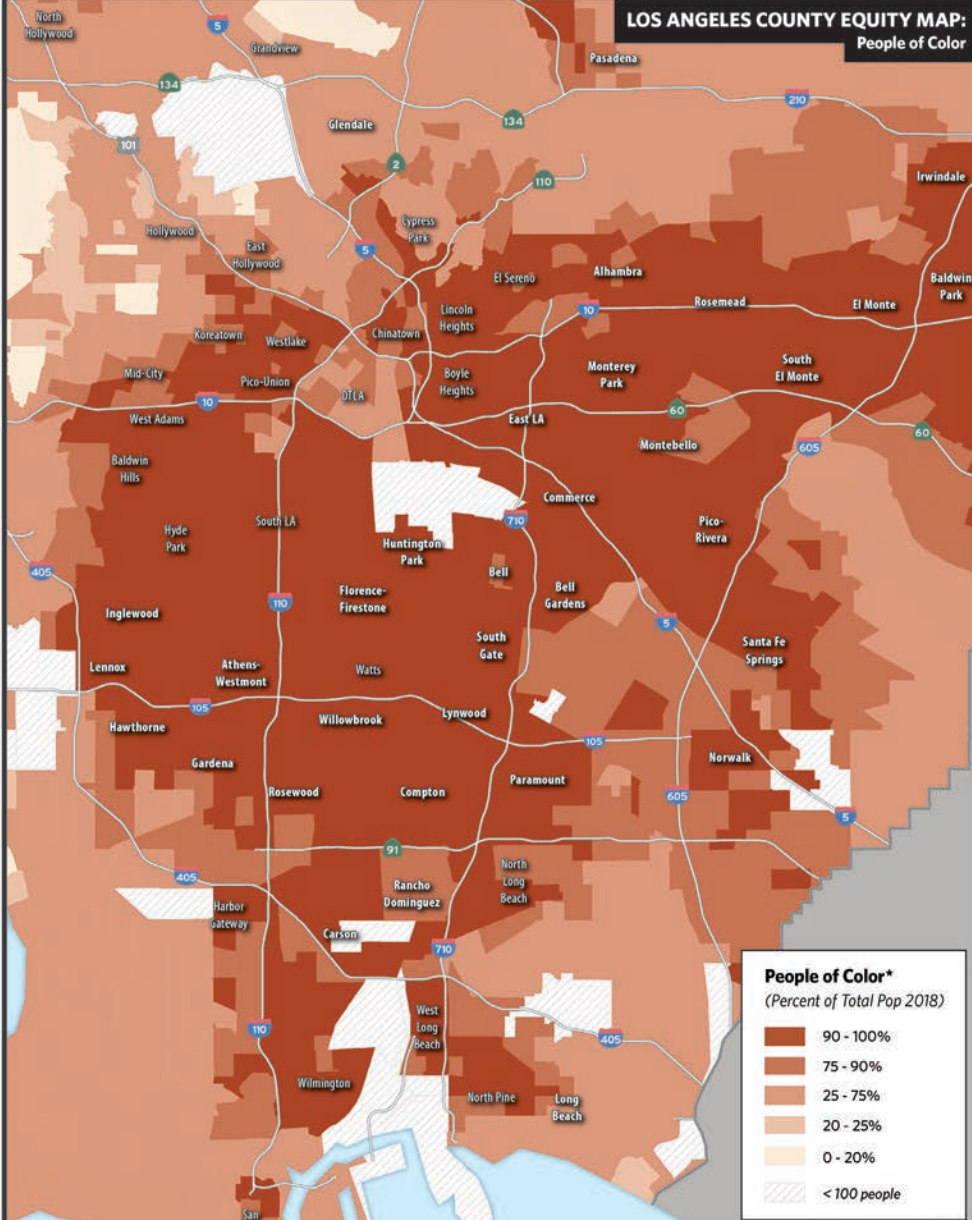 LOS ANGELES COUNTY EQUITY MAP:
People of Color
North
Hollywood
5
Grandview
Pasadena
134
210
Glendale
134
101
2
110
Irwindale
Hollywood
East
Hollywood
5
Cypress
Park
El Sereno
Alhambra
Baldwin
Park
Lincoln
Heights
10
Rosemead
El Monte
Koreatown
Westlake
Chinatown
Mid-City
Pico-Union
DTLA
Boyle
Heights
Monterey
Park
South
El Monte
10
West Adams
East LA
60
60
Montebello
605
Baldwin
Hills
Commerce
Hyde
Park
South LA
710
Pico-
Rivera
Huntington
Park
405
Bell
Florence-
Firestone
Bell
Gardens
110
Inglewood
5
South
Gate
Santa Fe
Springs
Lennox
Athens-
Westmont
Watts
105
Hawthorne
Willowbrook
Lynwood
105
Norwalk
Gardena
Paramount
Rosewood
Compton
605
5
91
405
Rancho
Dominguez
North
Long
Beach
Harbor
Gateway
Carson
710
110
West
Long
Beach
405
Wilmington
North Pine
Long
Beach
San
People of Color*
(Percent of Total Pop 2018)
90 - 100%
75 - 90%
25 - 75%
20 - 25%
0 - 20%
< 100 people